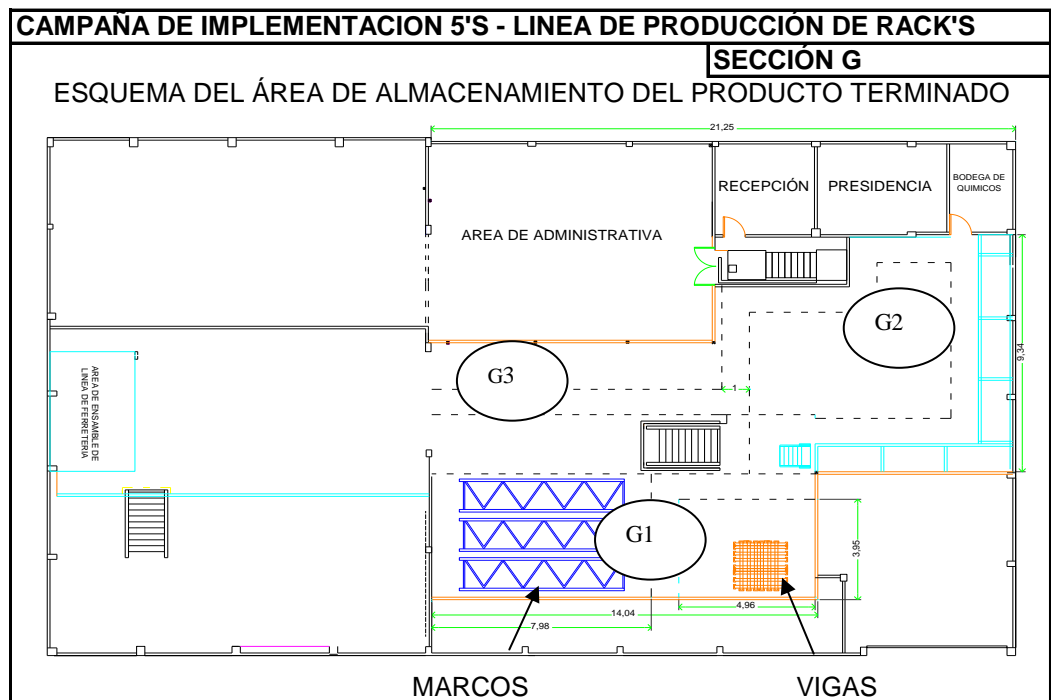 CAMPAÑA DE IMPLEMENTACION 5'S - LINEA DE PRODUCCIÓN DE RACK'S
SECCIÓN G
ESQUEMA DEL ÁREA DE ALMACENAMIENTO DEL PRODUCTO TERMINADO
21,25
RECEPCIÓN
PRESIDENCIA
BODEGA DE
QUIMICOS
AREA DE ADMINISTRATIVA
G2
9,34
G3
1
AREA DE ENSAMBLE DE
LINEA DE FERRETERIA
G1
3,95
4,96
14,04
7,98
MARCOS
VIGAS